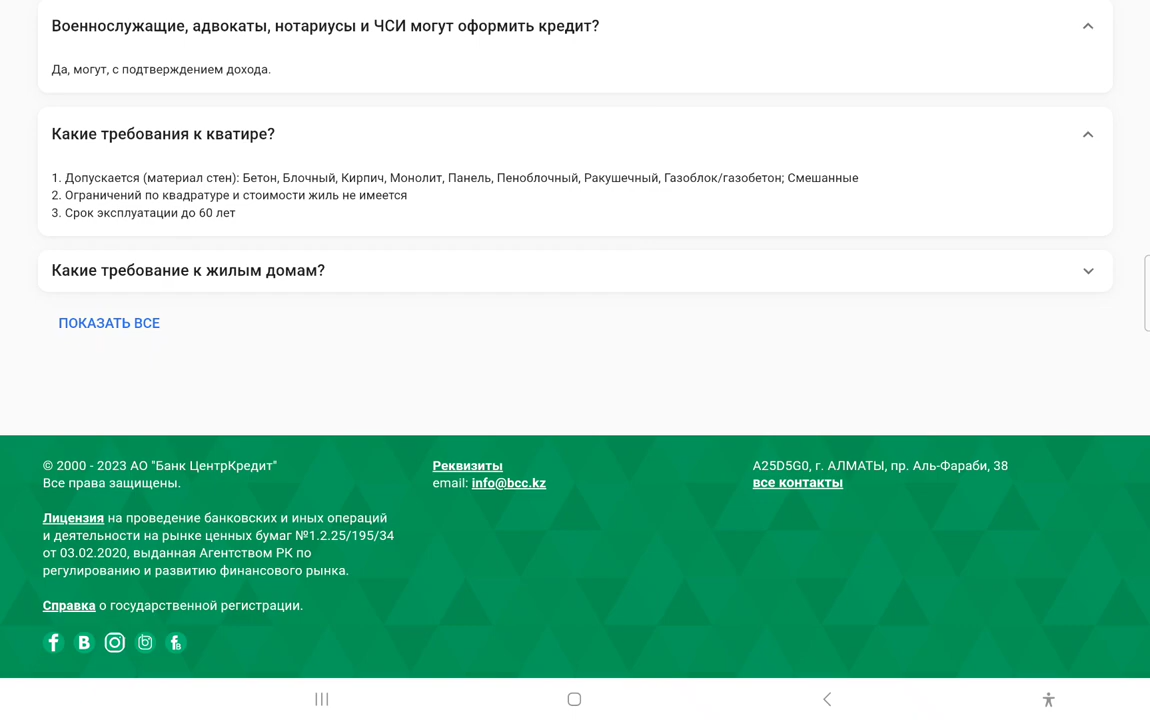 Военнослужащие, адвокаты, нотариусы и ЧСИ могут оформить кредит?
Да, могут, с подтверждением дохода.
Какие требования к кватире?
1. Допускается (материал стен): Бетон, Блочный, Кирпич, Монолит, Панель, Пеноблочный, Ракушечный, Газоблок/газобетон; Смешанные
2. Ограничений по квадратуре и стоимости жиль не имеется
3. Срок эксплуатации до 60 лет
Какие требование к жилым домам?
ПОКАЗАТЬ ВСЕ
© 2000 - 2023 АО "Банк ЦентрКредит"
Все права защищены.
Лицензия на проведение банковских и иных операций
и деятельности на рынке ценных бумаг №1.2.25/195/34
от 03.02.2020, выданная Агентством РК по
регулированию и развитию финансового рынка.
Справка о государственной регистрации.
Реквизиты
email: info@bcc.kz
A25D5G0, г. АЛМАТЫ, пр. Аль-Фараби, 38
все контакты